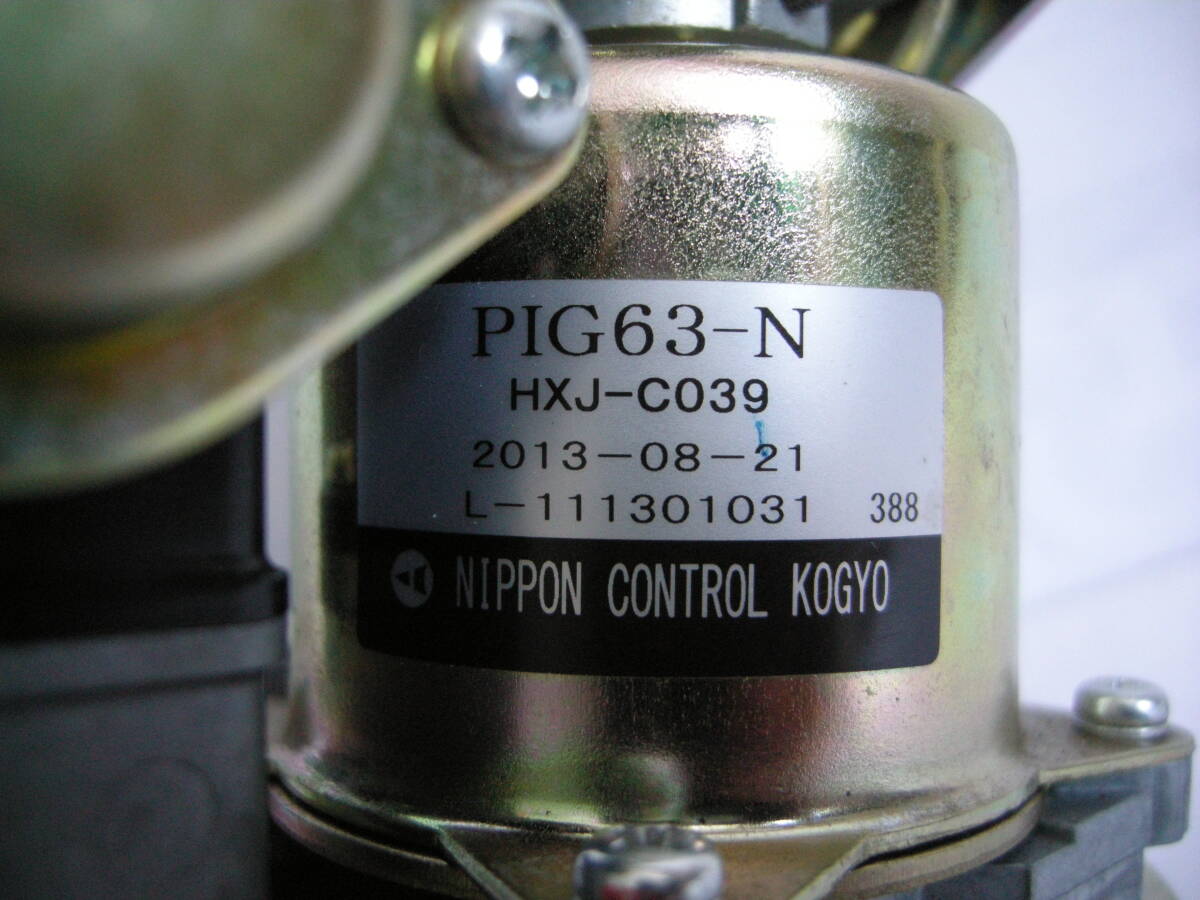 PIG63-N
HXJ-C039
2013-08-21
L-111301031 388
NIPPON CONTROL KOGYO